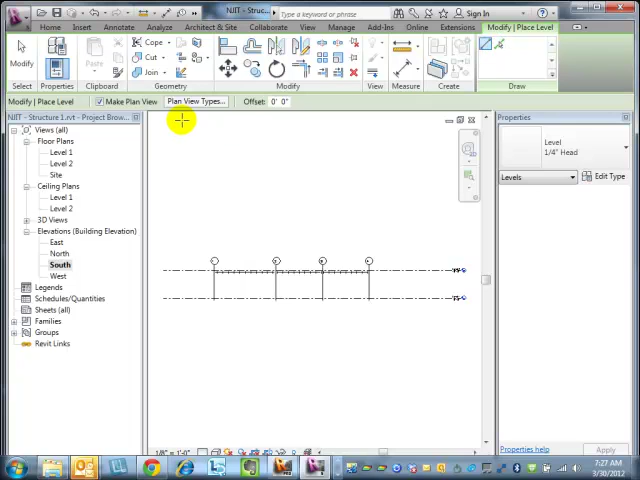 NJIT - Structu...
Type a keyword or phrase
Sign In
Home
Insert
Annotate
Analyze
Architect & Site
Collaborate
View
Manage
Add-Ins
Online
Extensions
Modify | Place Level
Modify
Cope
Cut
Join
Select
Properties
Clipboard
Geometry
Modify
View
Measure
Create
Draw
Modify | Place Level
Make Plan View
Plan View Types...
Offset: 0' 0"
NJIT - Structure 1.rvt - Project Brow...
Views (all)
Floor Plans
Level 1
Level 2
Site
Ceiling Plans
Level 1
Level 2
3D Views
Elevations (Building Elevation)
East
North
South
West
Legends
Schedules/Quantities
Sheets (all)
Families
Groups
Revit Links
1/8" = 1'-0"
Properties
Level
1/4" Head
Levels
Edit Type
Properties help
Apply
7:27 AM
3/30/2012